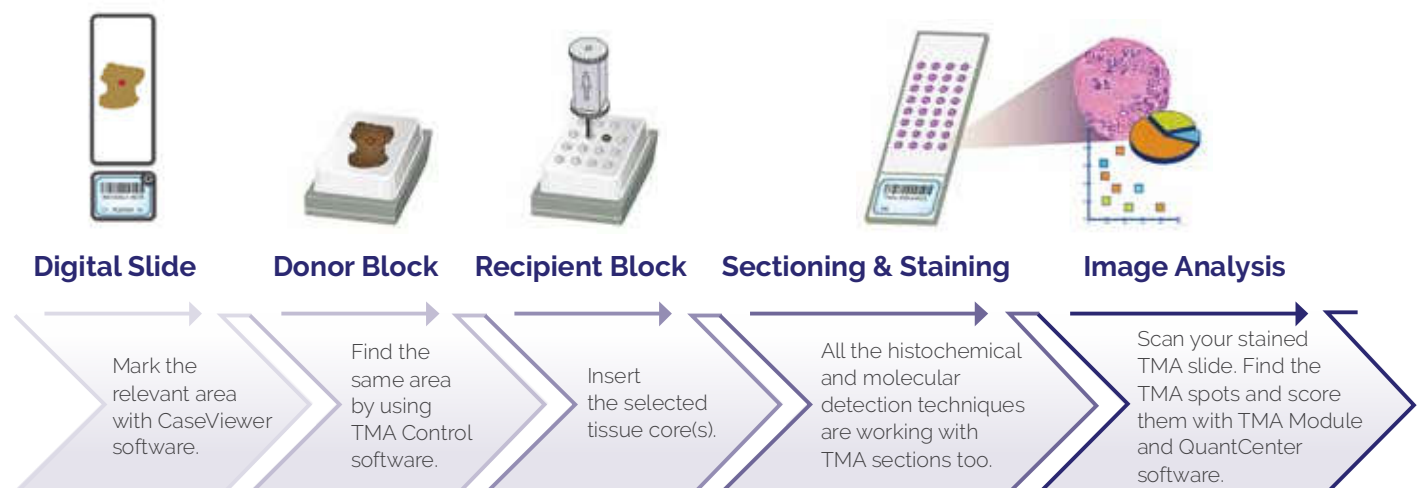 Digital Slide
Donor Block
Recipient Block
Sectioning & Staining
Image Analysis
Mark the
relevant area
with CaseViewer
software.
Find the
same area
by using
TMA Control
software.
Insert
the selected
tissue core(s).
All the histochemical
and molecular
detection techniques
are working with
TMA sections too.
Scan your stained
TMA slide. Find the
TMA spots and score
them with TMA Module
and QuantCenter
software.